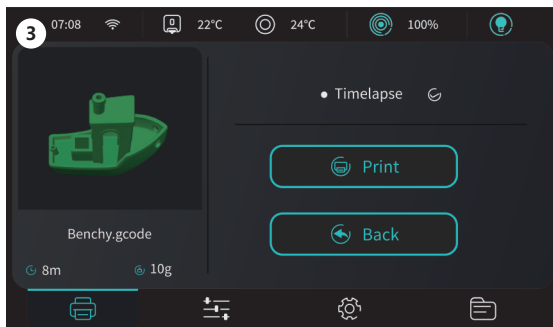 3
07:08 22°C 24°C 100%
Timelapse
Print
Benchy.gcode
Back
8m 10g